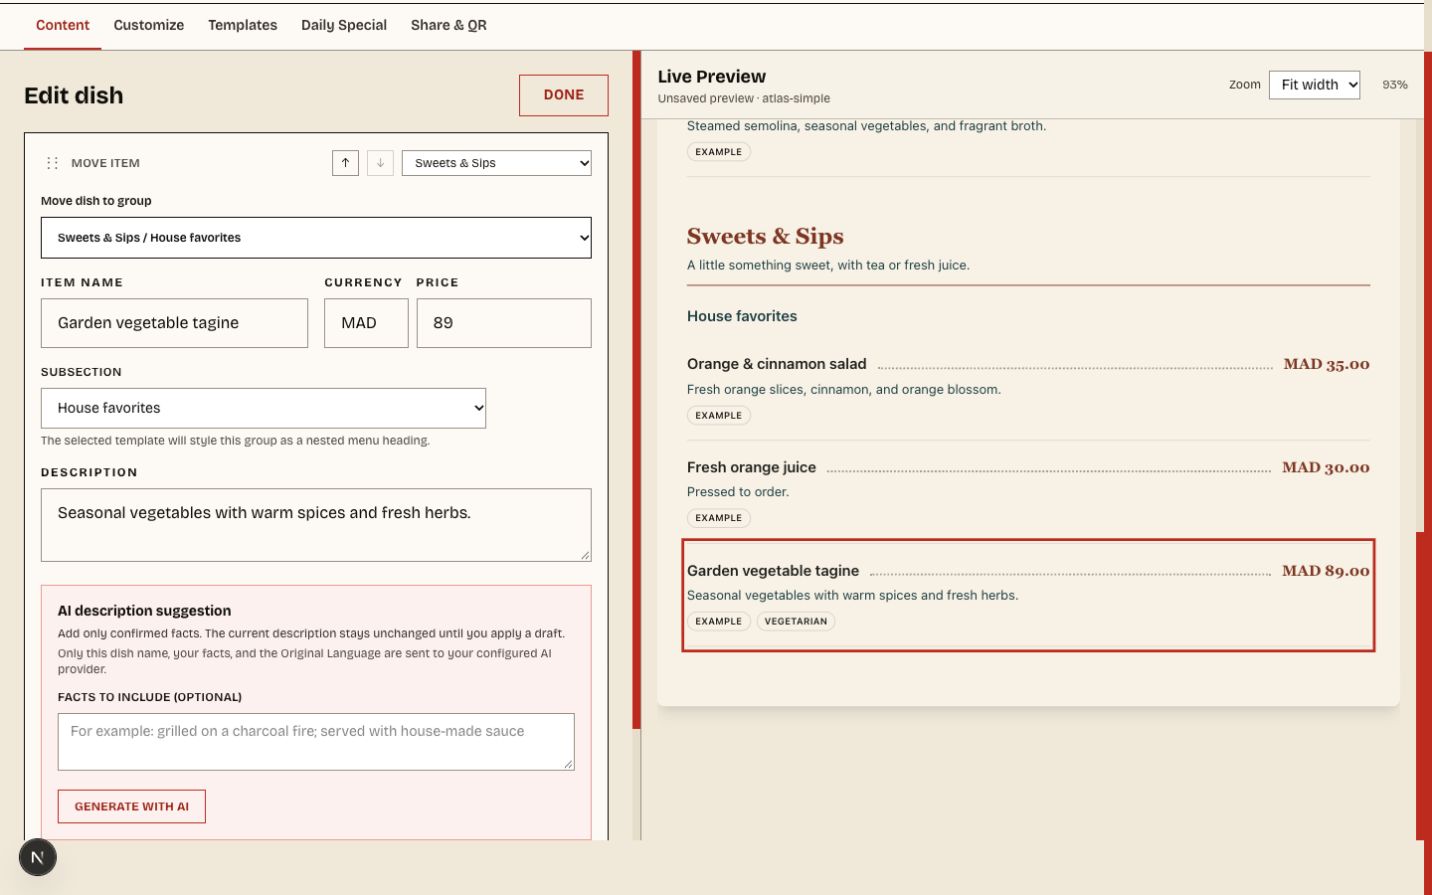 Content Customize Templates Daily Special Share & QR
Edit dish
DONE
MOVE ITEM
↑
↓
Sweets & Sips
Move dish to group
Sweets & Sips / House favorites
ITEM NAME
CURRENCY
PRICE
Garden vegetable tagine
MAD
89
SUBSECTION
House favorites
The selected template will style this group as a nested menu heading.
DESCRIPTION
Seasonal vegetables with warm spices and fresh herbs.
AI description suggestion
Add only confirmed facts. The current description stays unchanged until you apply a draft.
Only this dish name, your facts, and the Original Language are sent to your configured AI
provider.
FACTS TO INCLUDE (OPTIONAL)
For example: grilled on a charcoal fire; served with house-made sauce
GENERATE WITH AI
N
Live Preview
Unsaved preview · atlas-simple
Zoom
Fit width
93%
Steamed semolina, seasonal vegetables, and fragrant broth.
EXAMPLE
Sweets & Sips
A little something sweet, with tea or fresh juice.
House favorites
Orange & cinnamon salad MAD 35.00
Fresh orange slices, cinnamon, and orange blossom.
EXAMPLE
Fresh orange juice MAD 30.00
Pressed to order.
EXAMPLE
Garden vegetable tagine MAD 89.00
Seasonal vegetables with warm spices and fresh herbs.
EXAMPLE VEGETARIAN